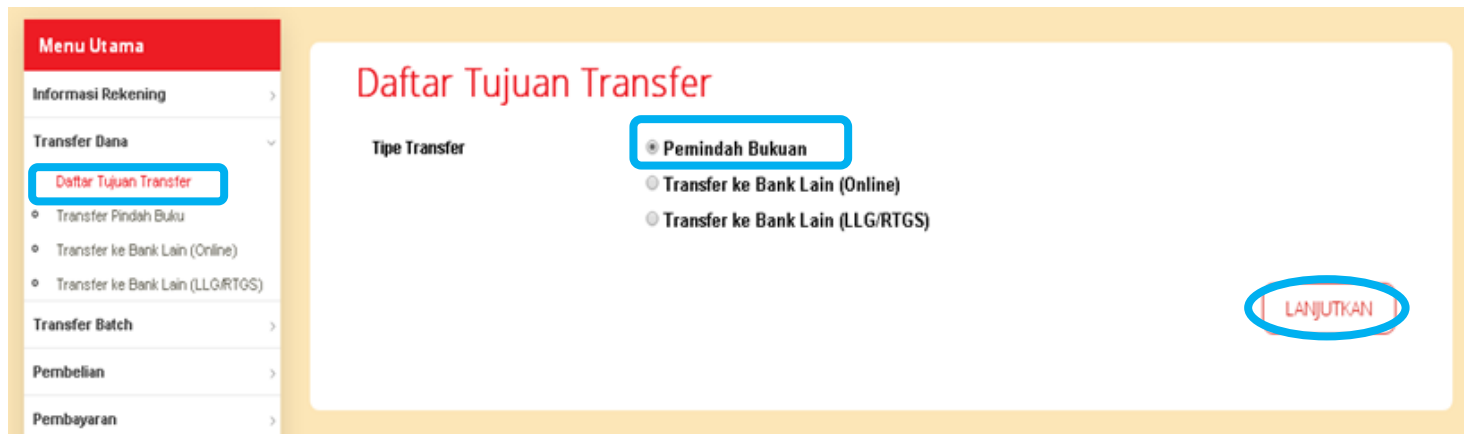 Menu Utama
Informasi Rekening
Transfer Dana
Daftar Tujuan Transfer
Transfer Pindah Buku
Transfer ke Bank Lain (Online)
Transfer ke Bank Lain (LLG/RTGS)
Transfer Batch
Pembelian
Pembayaran
Daftar Tujuan Transfer
Tipe Transfer
Pemindah Bukuan
Transfer ke Bank Lain (Online)
Transfer ke Bank Lain (LLG/RTGS)
LANJUTKAN